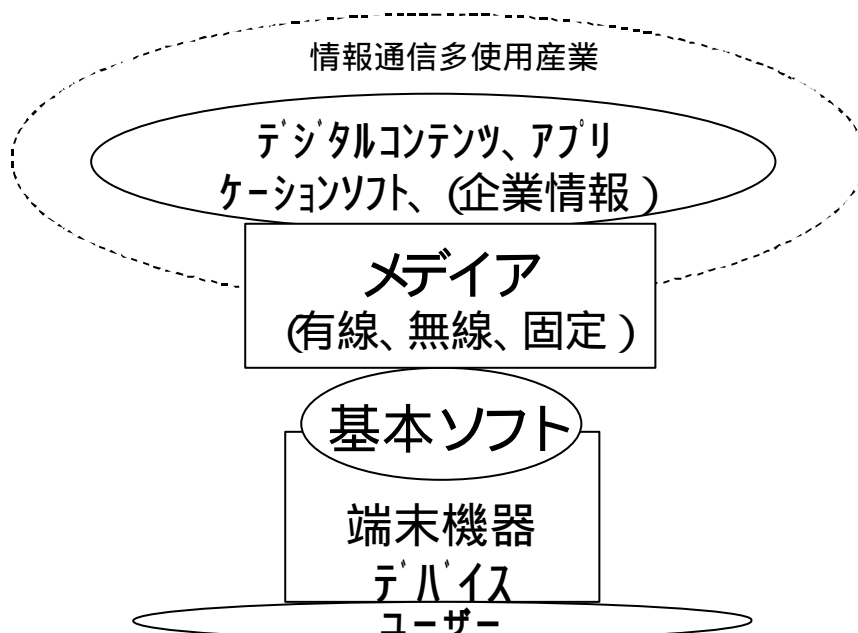 情報通信多使用産業
デジタルコンテンツ、アプリ
ケーションソフト、(企業情報)
メデイア
(有線、無線、固定)
基本ソフト
端末機器
デバイス
ユーザー